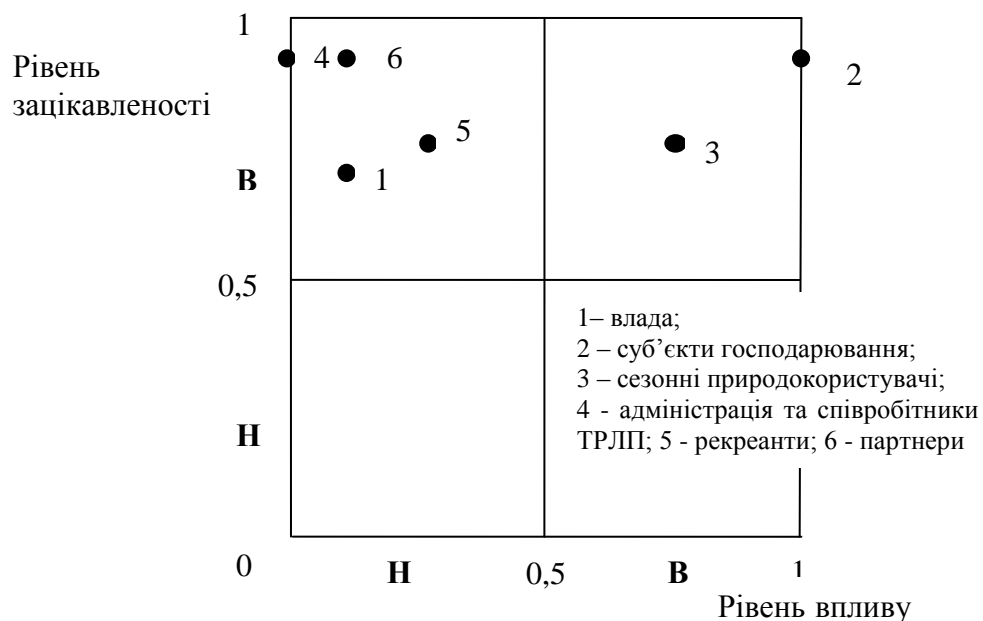 1
Рівень
зацікавленості
4 6
2
5
3
В
1
0,5
1– влада;
2 – суб’єкти господарювання;
3 – сезонні природокористувачі;
4 - адміністрація та співробітники
ТРЛП; 5 - рекреанти; 6 - партнери
Н
0 Н 0,5 В 1
Рівень впливу